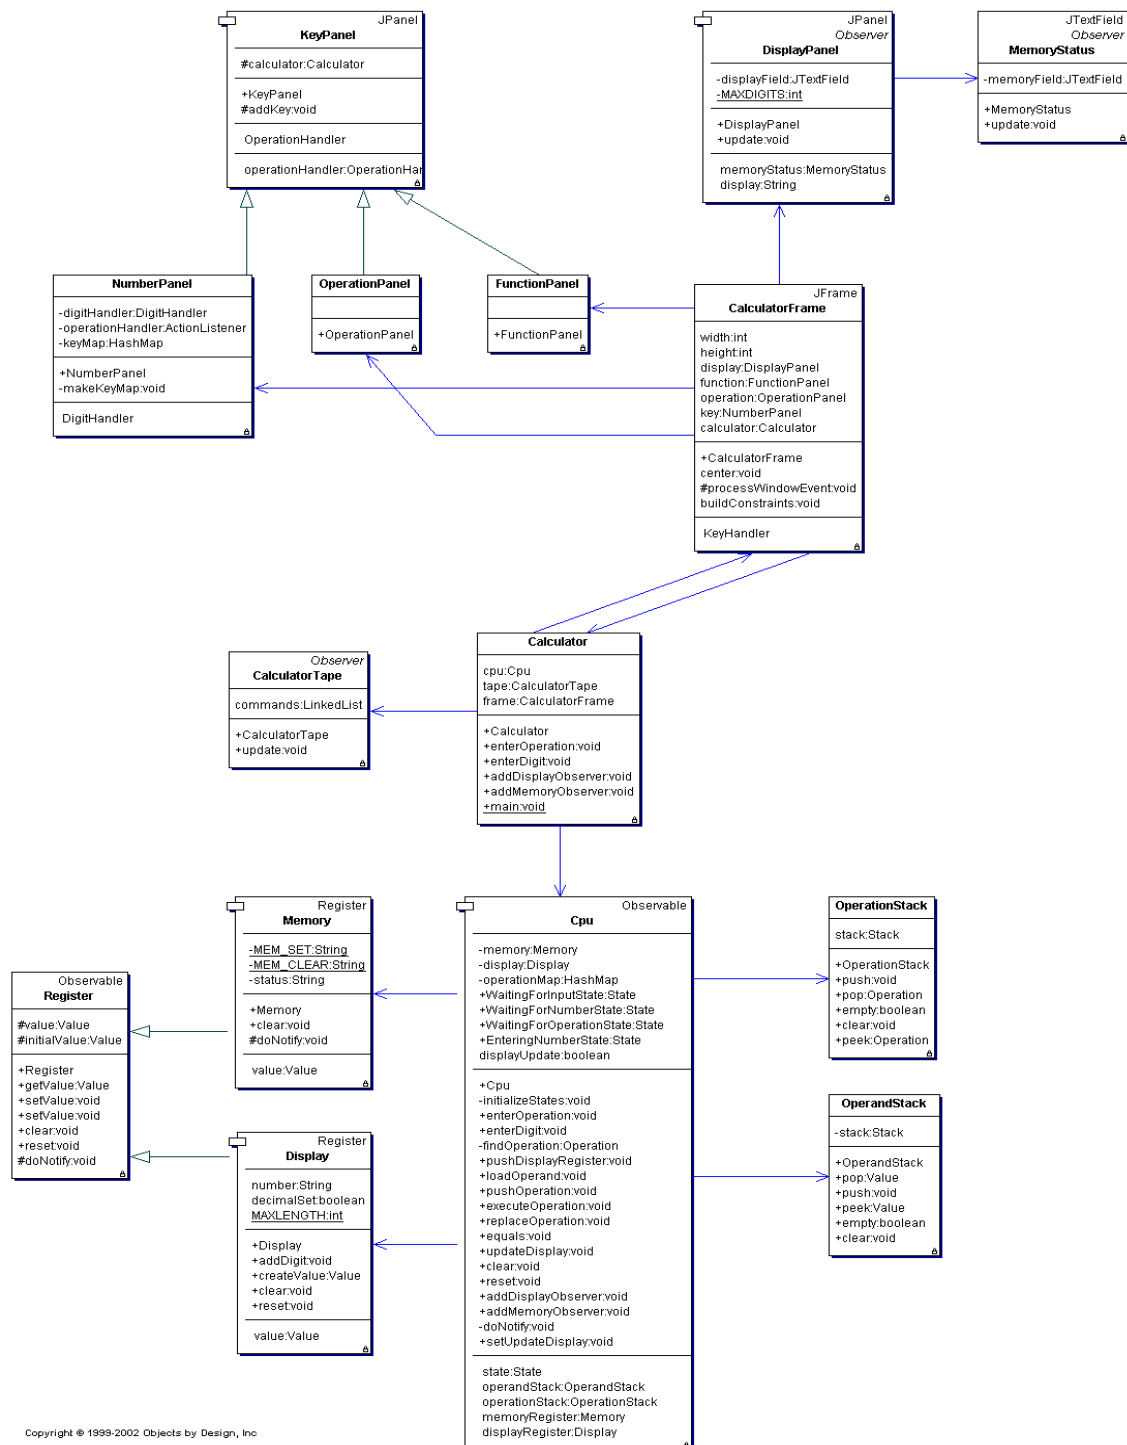 JPanel
KeyPanel
#calculator:Calculator
+KeyPanel
#addKey:void
OperationHandler
operationHandler:OperationHar
JPanel
Observer
DisplayPanel
-displayField:JTextField
-MAXDIGITS:int
+DisplayPanel
+update:void
memoryStatus:MemoryStatus
display:String
JTextField
Observer
MemoryStatus
-memoryField:JTextField
+MemoryStatus
+update:void
NumberPanel
-digitHandler:DigitHandler
-operationHandler:ActionListener
-keyMap:HashMap
+NumberPanel
-makeKeyMap:void
DigitHandler
OperationPanel
+OperationPanel
FunctionPanel
+FunctionPanel
JFrame
CalculatorFrame
width:int
height:int
display:DisplayPanel
function:FunctionPanel
operation:OperationPanel
key:NumberPanel
calculator:Calculator
+CalculatorFrame
center:void
#processWindowEvent:void
buildConstraints:void
KeyHandler
Calculator
cpu:Cpu
tape:CalculatorTape
frame:CalculatorFrame
+Calculator
+enterOperation:void
+enterDigit:void
+addDisplayObserver:void
+addMemoryObserver:void
+main:void
Observer
CalculatorTape
commands:LinkedList
+CalculatorTape
+update:void
Register
Memory
-MEM_SET:String
-MEM_CLEAR:String
-status:String
+Memory
+clear:void
#doNotify:void
value:Value
Observable
Cpu
-memory:Memory
-display:Display
-operationMap:HashMap
+WaitingForInputState:State
+WaitingForNumberState:State
+WaitingForOperationState:State
+EnteringNumberState:State
displayUpdate:boolean
+Cpu
-initializeStates:void
+enterOperation:void
+enterDigit:void
-findOperation:Operation
+pushDisplayRegister:void
+loadOperand:void
+pushOperation:void
+executeOperation:void
+replaceOperation:void
+equals:void
+updateDisplay:void
+clear:void
+reset:void
+addDisplayObserver:void
+addMemoryObserver:void
-doNotify:void
+setUpdateDisplay:void
state:State
operandStack:OperandStack
operationStack:OperationStack
memoryRegister:Memory
displayRegister:Display
OperationStack
stack:Stack
+OperationStack
+push:void
+pop:Operation
+empty:boolean
+clear:void
+peek:Operation
Observable
Register
#value:Value
#initialValue:Value
+Register
+getValue:Value
+setValue:void
+setValue:void
+clear:void
+reset:void
#doNotify:void
OperandStack
-stack:Stack
+OperandStack
+pop:Value
+push:void
+peek:Value
+empty:boolean
+clear:void
Register
Display
number:String
decimalSet:boolean
MAXLENGTH:int
+Display
+addDigit:void
+createValue:Value
+clear:void
+reset:void
value:Value
Copyright © 1999-2002 Objects by Design, Inc